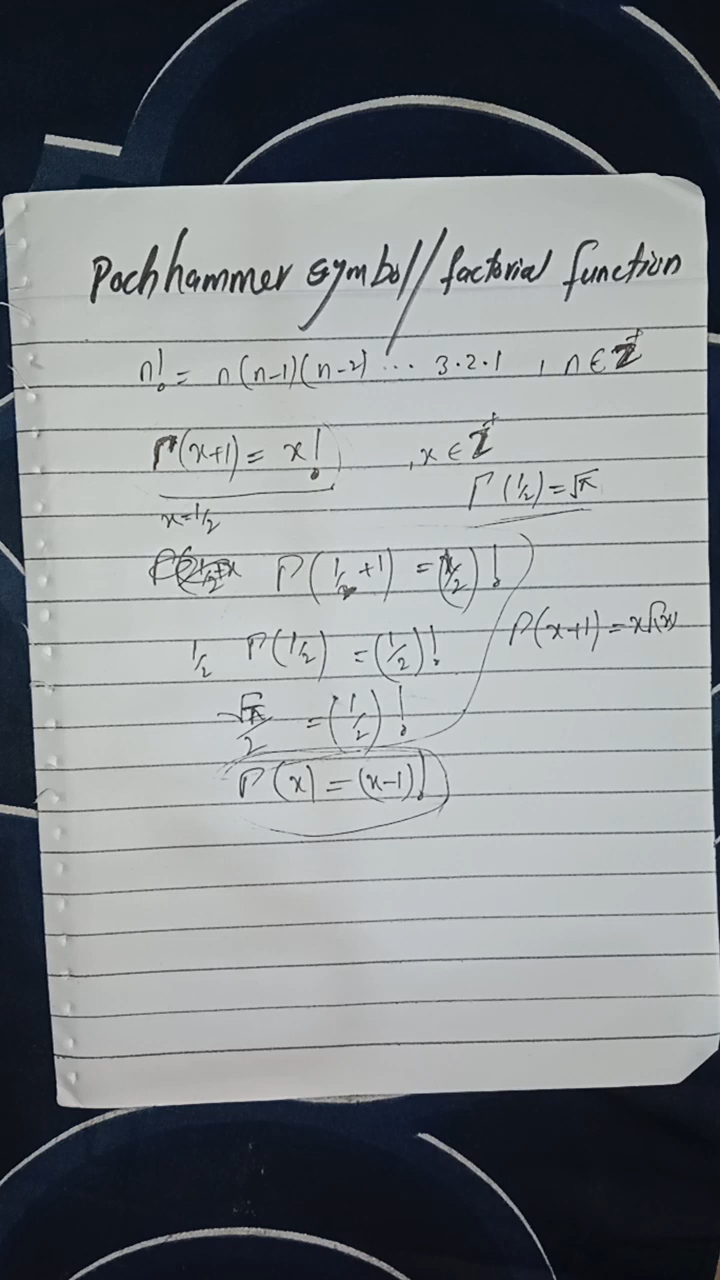 Pochhammer symbol// factorial function
n! = n(n-1)(n-2) ... 3·2·1 , n ∈ Z⁺
Γ(x+1) = x! , x ∈ Z⁺
Γ(1/2) = √π
x=1/2
Γ(1/2+1) = (1/2)!
1/2 Γ(1/2) = (1/2)!
Γ(x+1) = xΓ(x)
√π/2 = (1/2)!
Γ(x) = (x-1)!